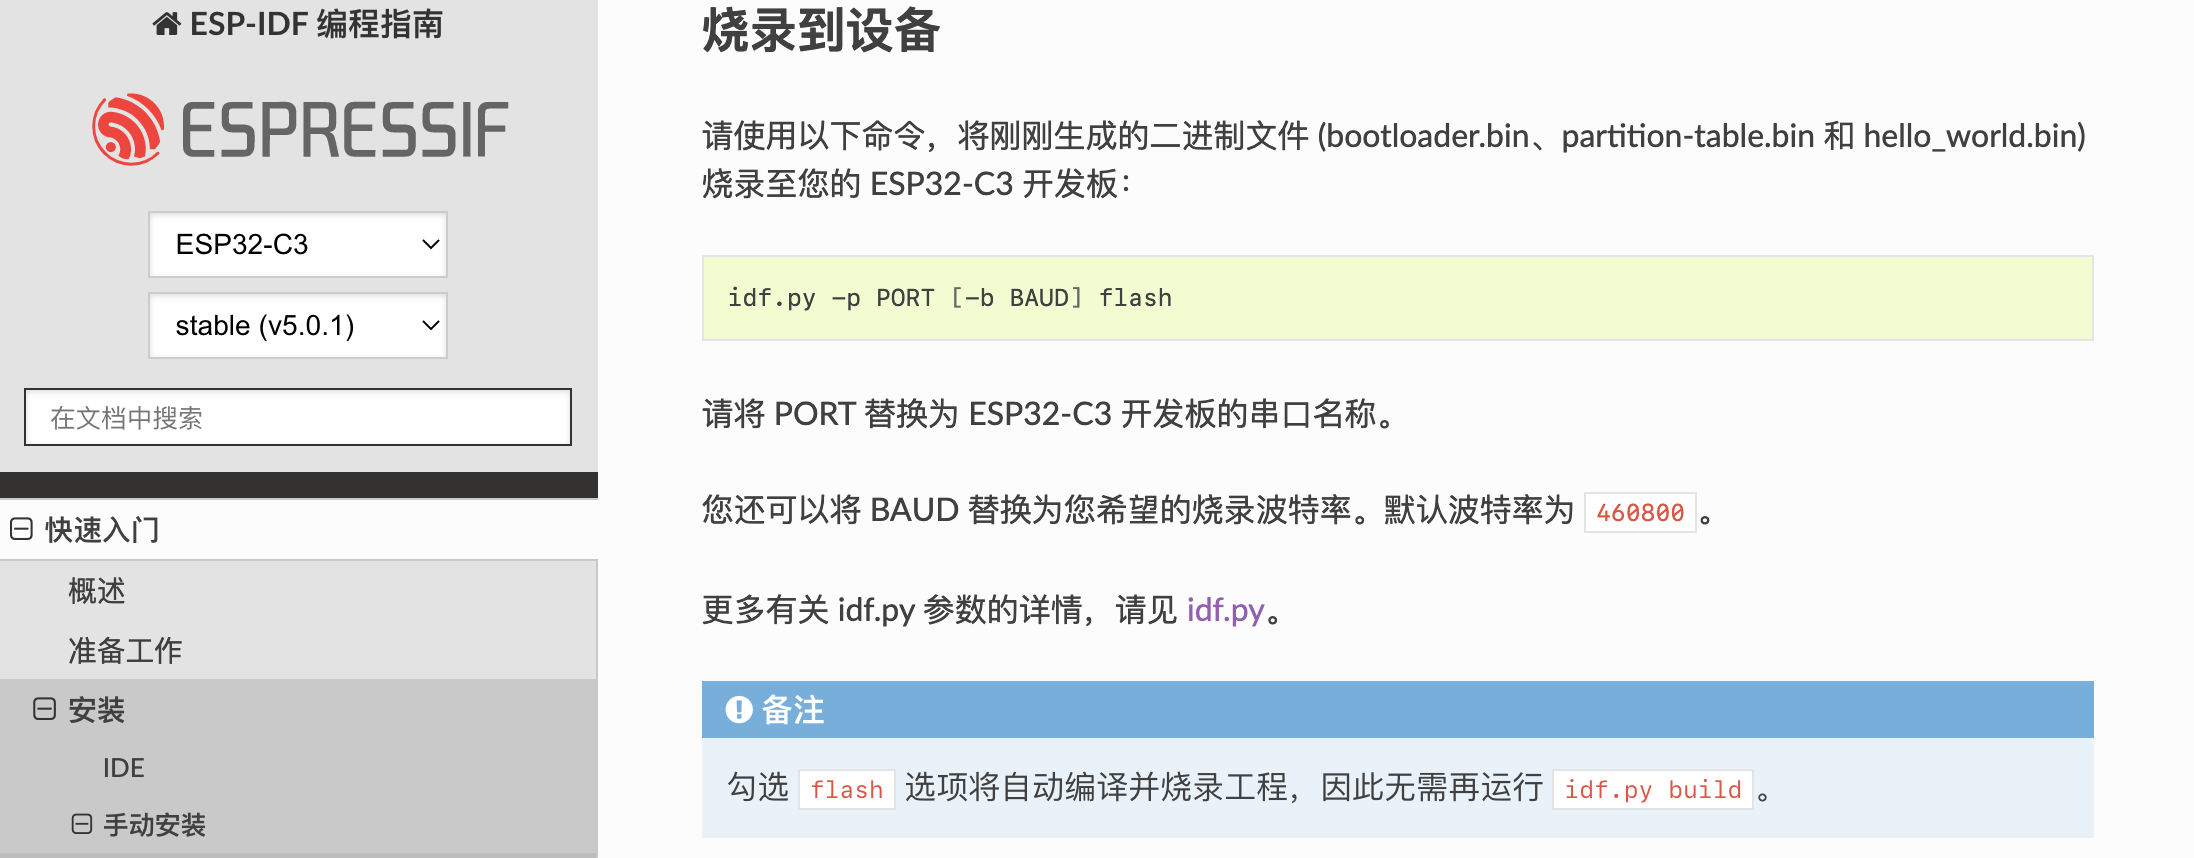 ESP-IDF 编程指南
ESPRESSIF
ESP32-C3
stable (v5.0.1)
在文档中搜索
快速入门
概述
准备工作
安装
IDE
手动安装
烧录到设备
请使用以下命令，将刚刚生成的二进制文件 (bootloader.bin、partition-table.bin 和 hello_world.bin)
烧录至您的 ESP32-C3 开发板：
idf.py -p PORT [-b BAUD] flash
请将 PORT 替换为 ESP32-C3 开发板的串口名称。
您还可以将 BAUD 替换为您希望的烧录波特率。默认波特率为 460800。
更多有关 idf.py 参数的详情，请见 idf.py。
备注
勾选 flash 选项将自动编译并烧录工程，因此无需再运行 idf.py build。